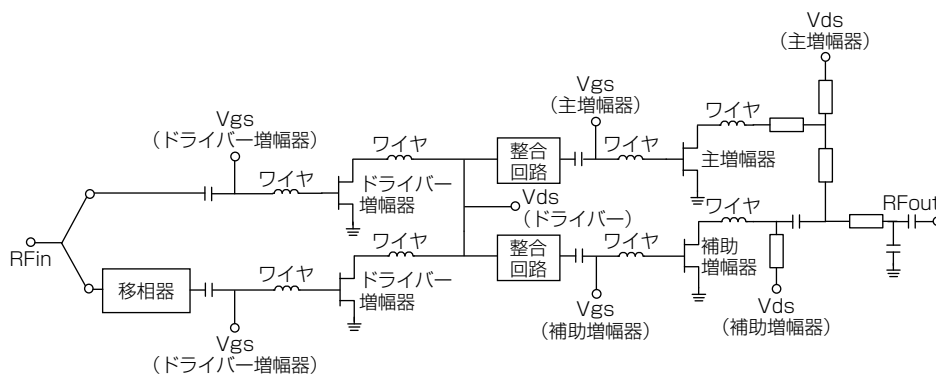 Vds
（主増幅器）
Vgs
（主増幅器）
Vgs
（ドライバー増幅器）
ワイヤ
ワイヤ
ワイヤ
ワイヤ
整合
回路
主増幅器
ドライバー
増幅器
Vds
（ドライバー）
RFin
RFout
ワイヤ
ワイヤ
ワイヤ
ワイヤ
整合
回路
補助
増幅器
ドライバー
増幅器
移相器
Vgs
（ドライバー増幅器）
Vgs
（補助増幅器）
Vds
（補助増幅器）